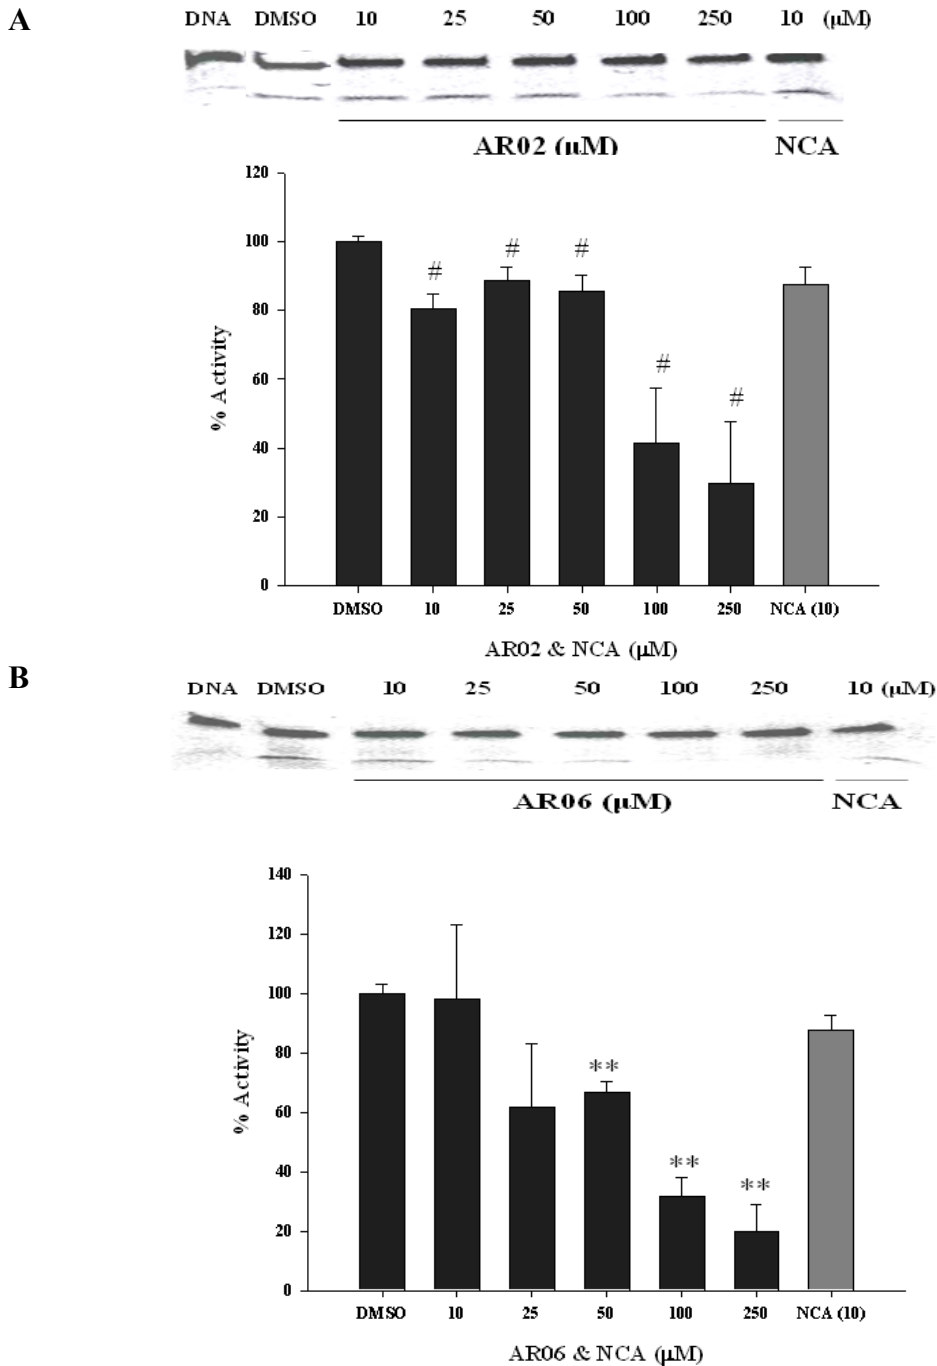 A
DNA DMSO 10 25 50 100 250 10 (μM)
AR02 (μM) NCA
120
100
80
60
40
20
0
% Activity
# # # # #
DMSO 10 25 50 100 250 NCA (10)
AR02 & NCA (μM)
B
DNA DMSO 10 25 50 100 250 10 (μM)
AR06 (μM) NCA
140
120
100
80
60
40
20
0
% Activity
** ** **
DMSO 10 25 50 100 250 NCA (10)
AR06 & NCA (μM)